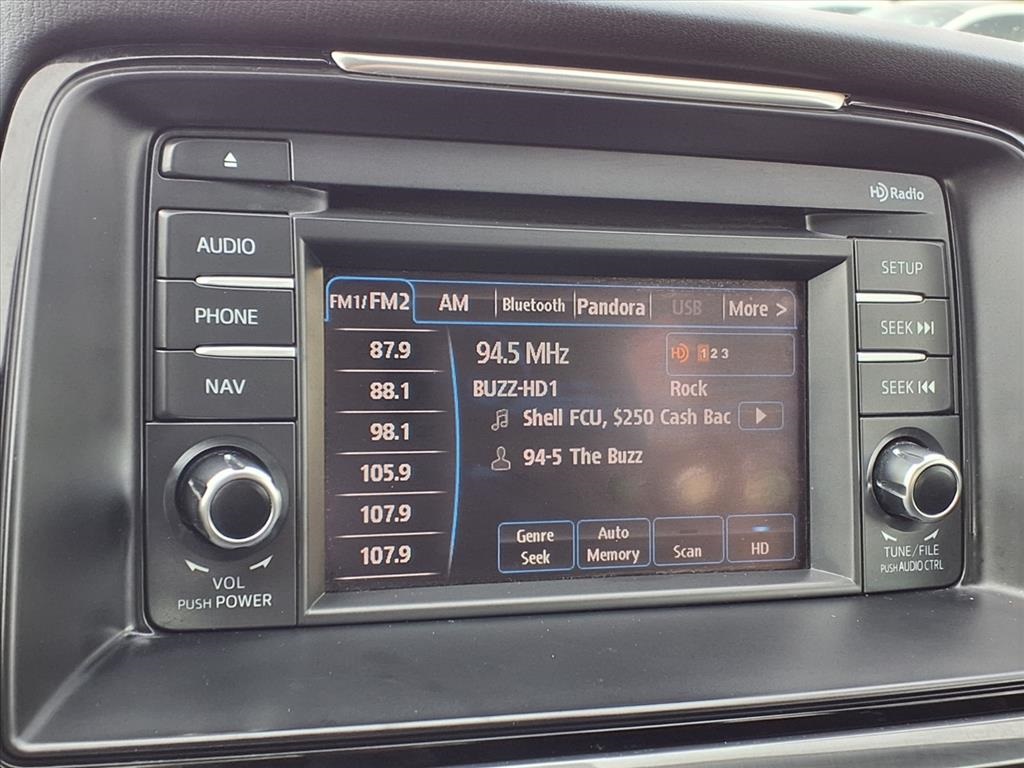 HD Radio
AUDIO
PHONE
NAV
VOL
PUSH POWER
FM1/FM2 AM Bluetooth Pandora USB More >
87.9
88.1
98.1
105.9
107.9
107.9
94.5 MHz
HD 1 2 3
BUZZ-HD1 Rock
Shell FCU, $250 Cash Bac
94-5 The Buzz
Genre Seek
Auto Memory
Scan
HD
SETUP
SEEK
SEEK
TUNE/FILE
PUSH AUDIO CTRL